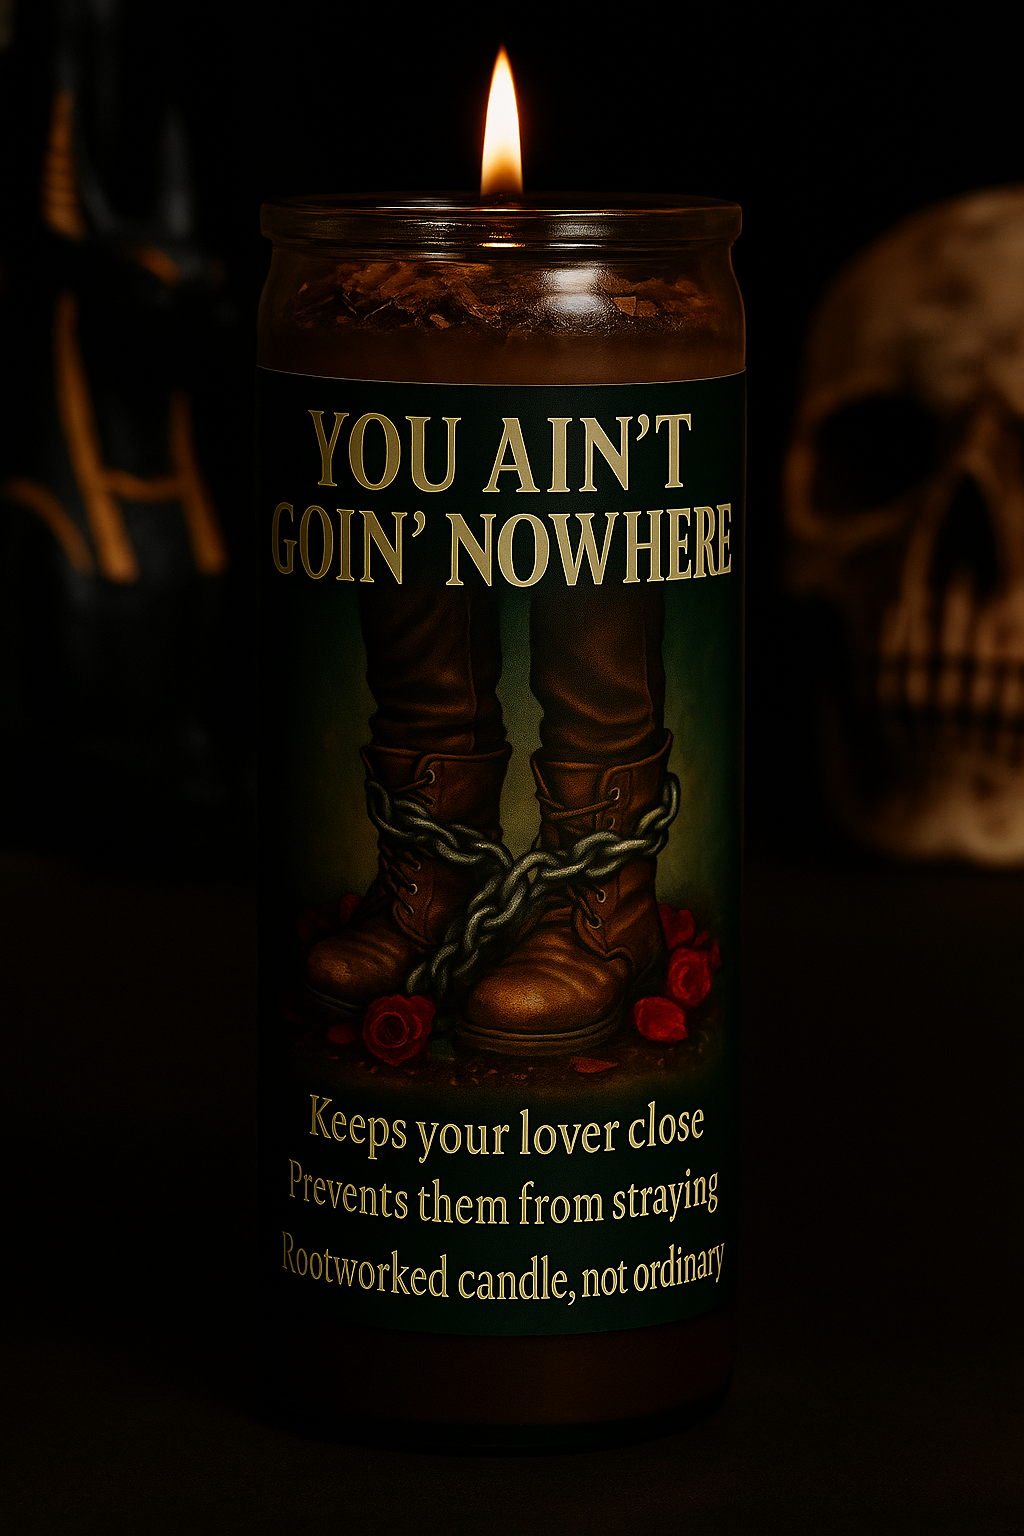 YOU AIN'T
GOIN' NOWHERE
Keeps your lover close
Prevents them from straying
Rootworked candle, not ordinary